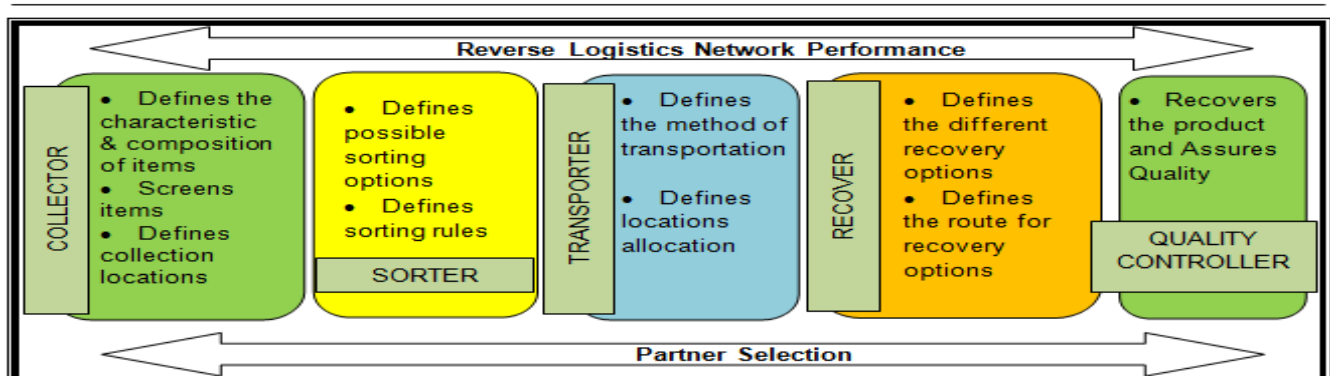 Reverse Logistics Network Performance
COLLECTOR
• Defines the
characteristic
& composition
of items
• Screens
items
• Defines
collection
locations
• Defines
possible
sorting
options
• Defines
sorting rules
SORTER
TRANSPORTER
• Defines
the method of
transportation
• Defines
locations
allocation
RECOVER
• Defines
the different
recovery
options
• Defines
the route for
recovery
options
• Recovers
the product
and Assures
Quality
QUALITY
CONTROLLER
Partner Selection